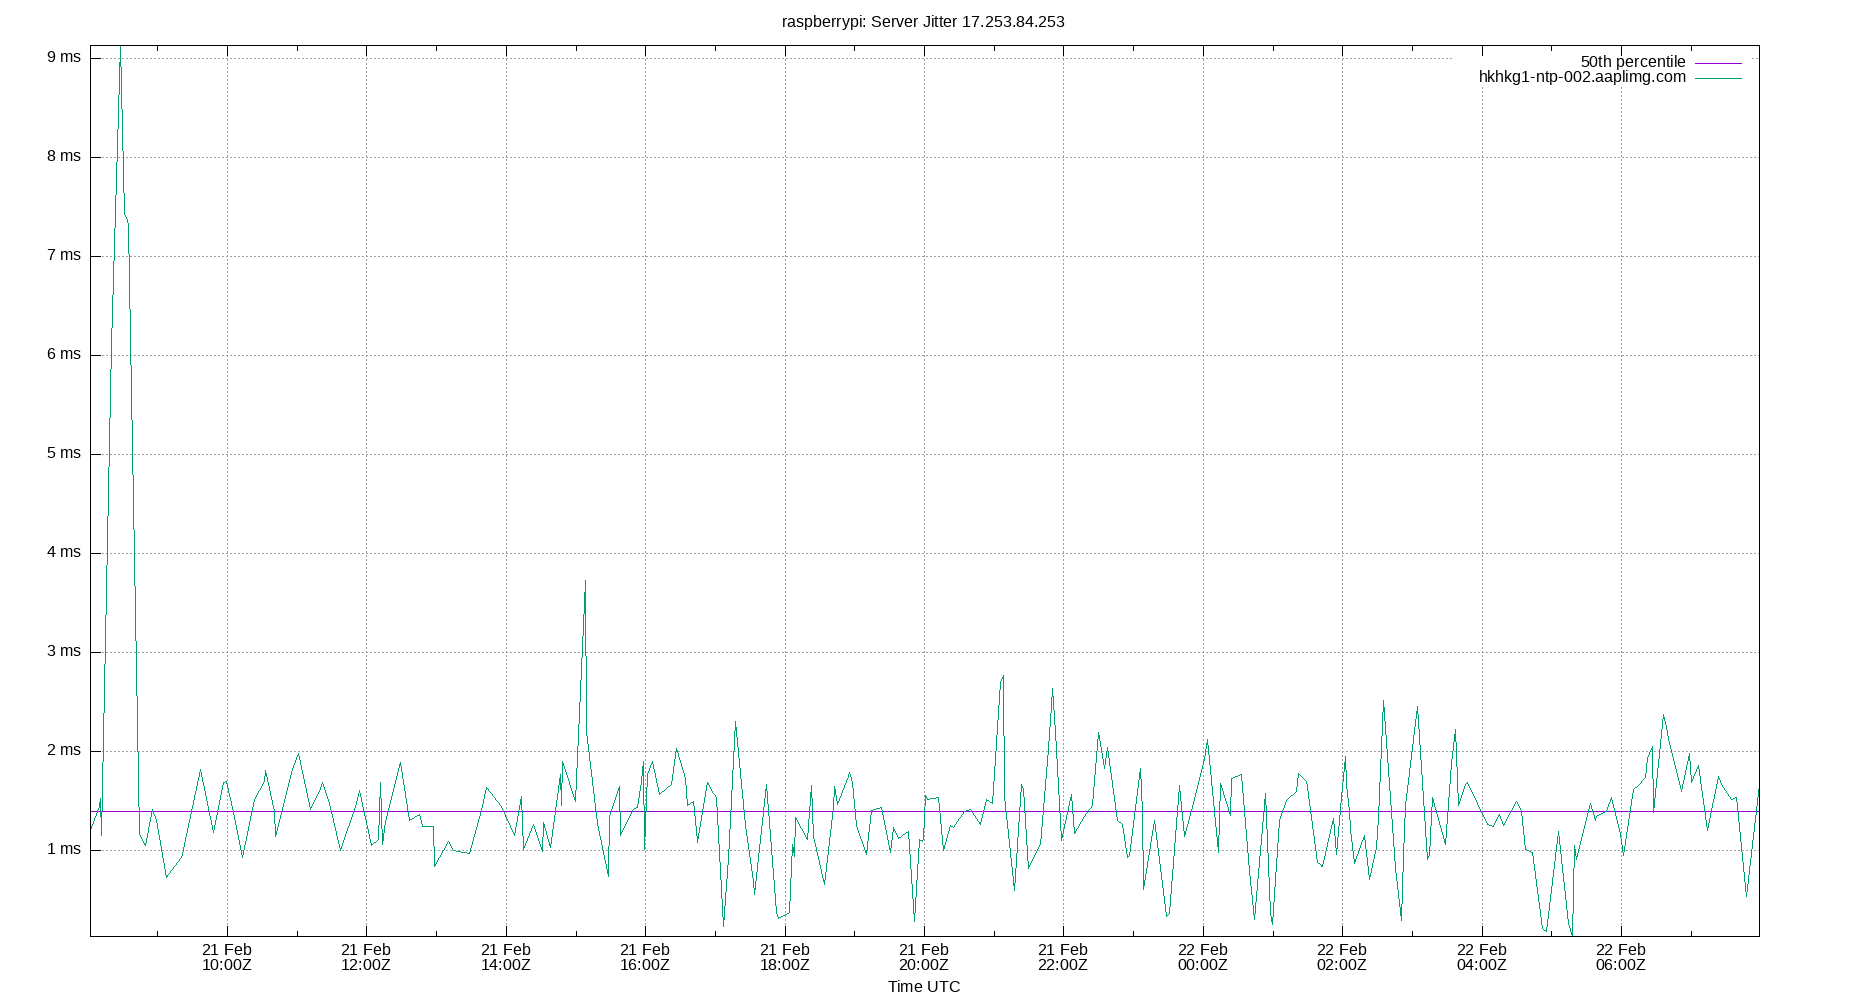 raspberrypi: Server Jitter 17.253.84.253
9 ms
8 ms
7 ms
6 ms
5 ms
4 ms
3 ms
2 ms
1 ms
50th percentile
hkhkg1-ntp-002.aaplimg.com
21 Feb
10:00Z
21 Feb
12:00Z
21 Feb
14:00Z
21 Feb
16:00Z
21 Feb
18:00Z
21 Feb
20:00Z
21 Feb
22:00Z
22 Feb
00:00Z
22 Feb
02:00Z
22 Feb
04:00Z
22 Feb
06:00Z
Time UTC